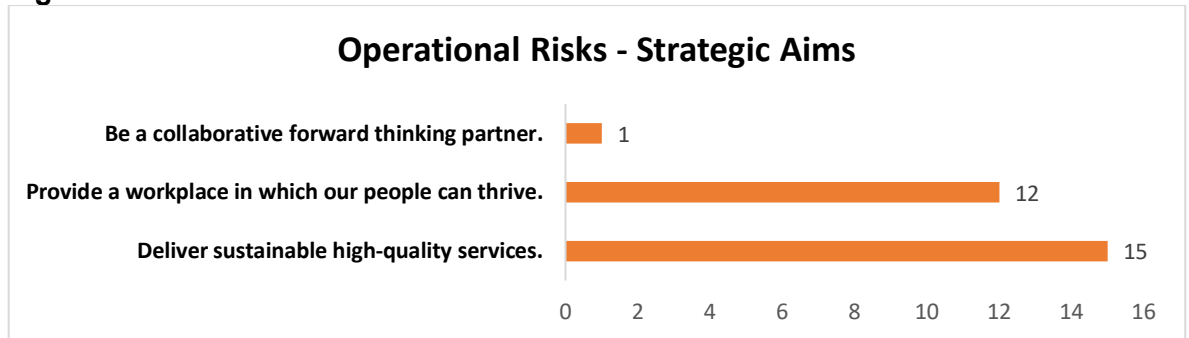 Operational Risks - Strategic Aims
Be a collaborative forward thinking partner.
1
Provide a workplace in which our people can thrive.
12
Deliver sustainable high-quality services.
15
0 2 4 6 8 10 12 14 16